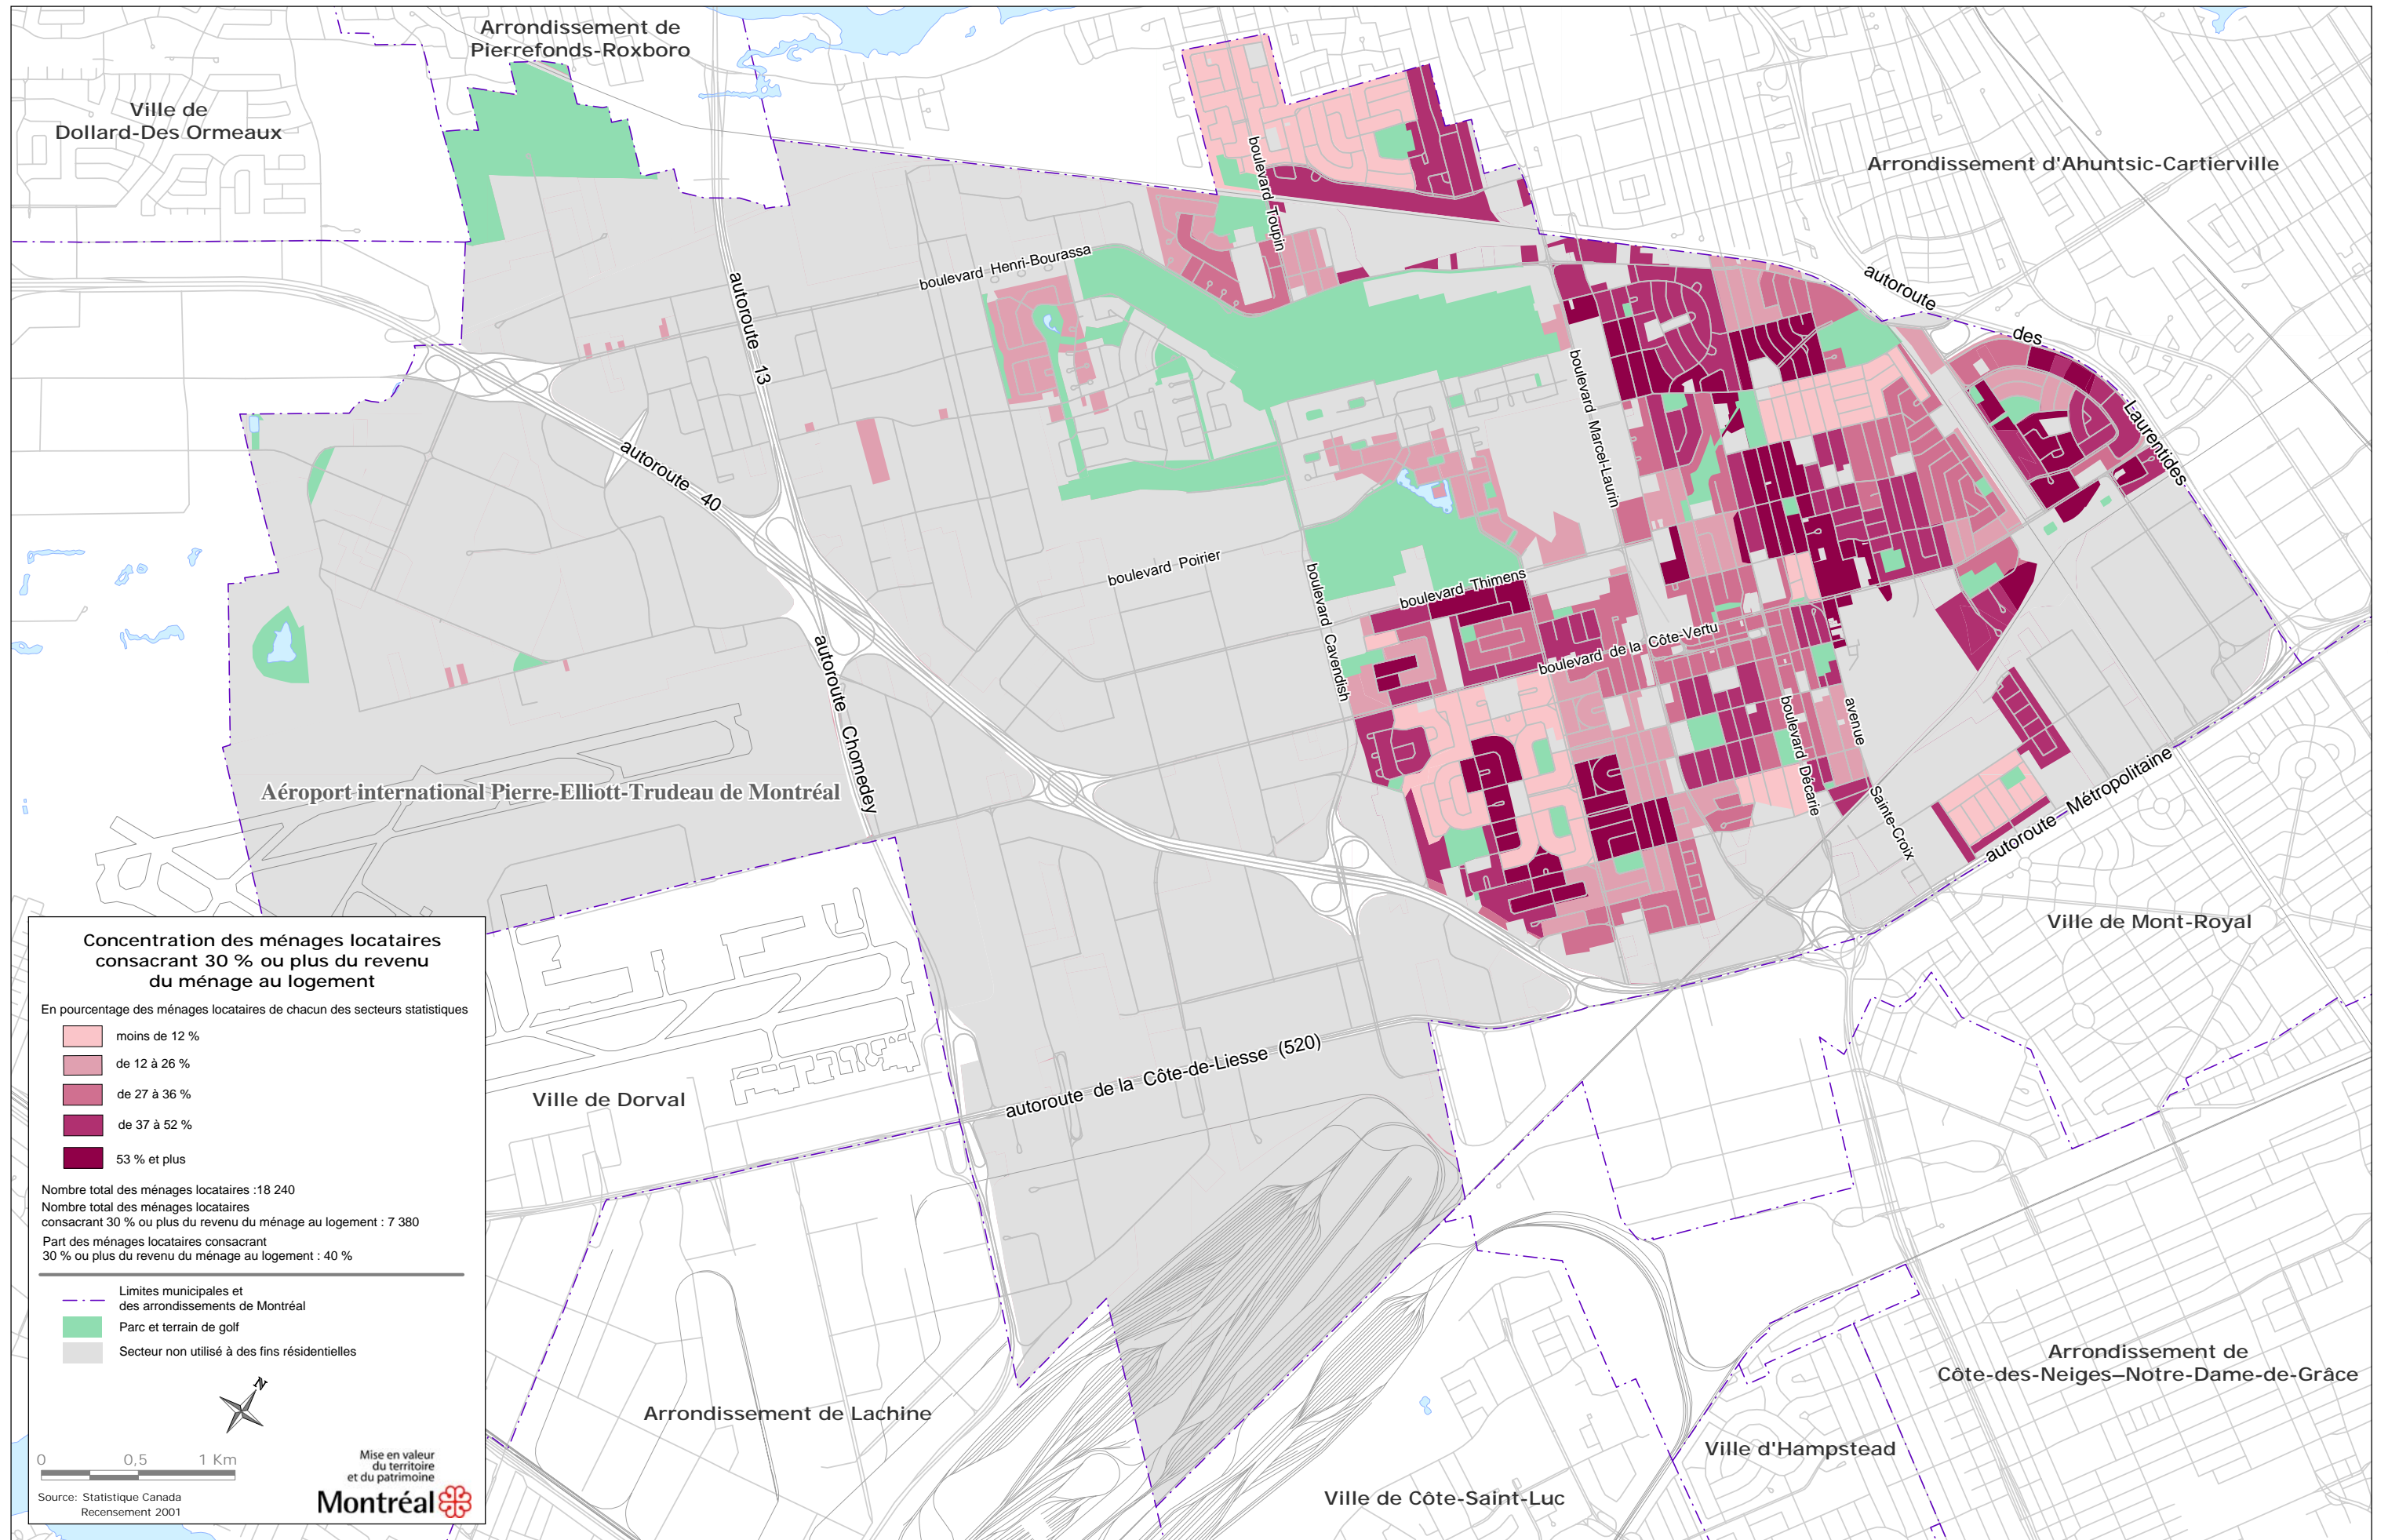 Arrondissement de
Pierrefonds-Roxboro
Ville de
Dollard-Des Ormeaux
Arrondissement d'Ahuntsic-Cartierville
boulevard Toupin
boulevard Henri-Bourassa
autoroute 13
autoroute des Laurentides
boulevard Marcel-Laurin
autoroute 40
boulevard Poirier
boulevard Thimens
boulevard Cavendish
boulevard de la Côte-Vertu
autoroute Chomedey
boulevard Décarie
avenue Sainte-Croix
autoroute Métropolitaine
Aéroport international Pierre-Elliott-Trudeau de Montréal
Ville de Mont-Royal
autoroute de la Côte-de-Liesse (520)
Ville de Dorval
Arrondissement de Lachine
Ville de Côte-Saint-Luc
Ville d'Hampstead
Arrondissement de
Côte-des-Neiges–Notre-Dame-de-Grâce
Concentration des ménages locataires
consacrant 30 % ou plus du revenu
du ménage au logement
En pourcentage des ménages locataires de chacun des secteurs statistiques
moins de 12 %
de 12 à 26 %
de 27 à 36 %
de 37 à 52 %
53 % et plus
Nombre total des ménages locataires :18 240
Nombre total des ménages locataires
consacrant 30 % ou plus du revenu du ménage au logement : 7 380
Part des ménages locataires consacrant
30 % ou plus du revenu du ménage au logement : 40 %
Limites municipales et
des arrondissements de Montréal
Parc et terrain de golf
Secteur non utilisé à des fins résidentielles
N
0 0,5 1 Km
Source: Statistique Canada
Recensement 2001
Mise en valeur
du territoire
et du patrimoine
Montréal